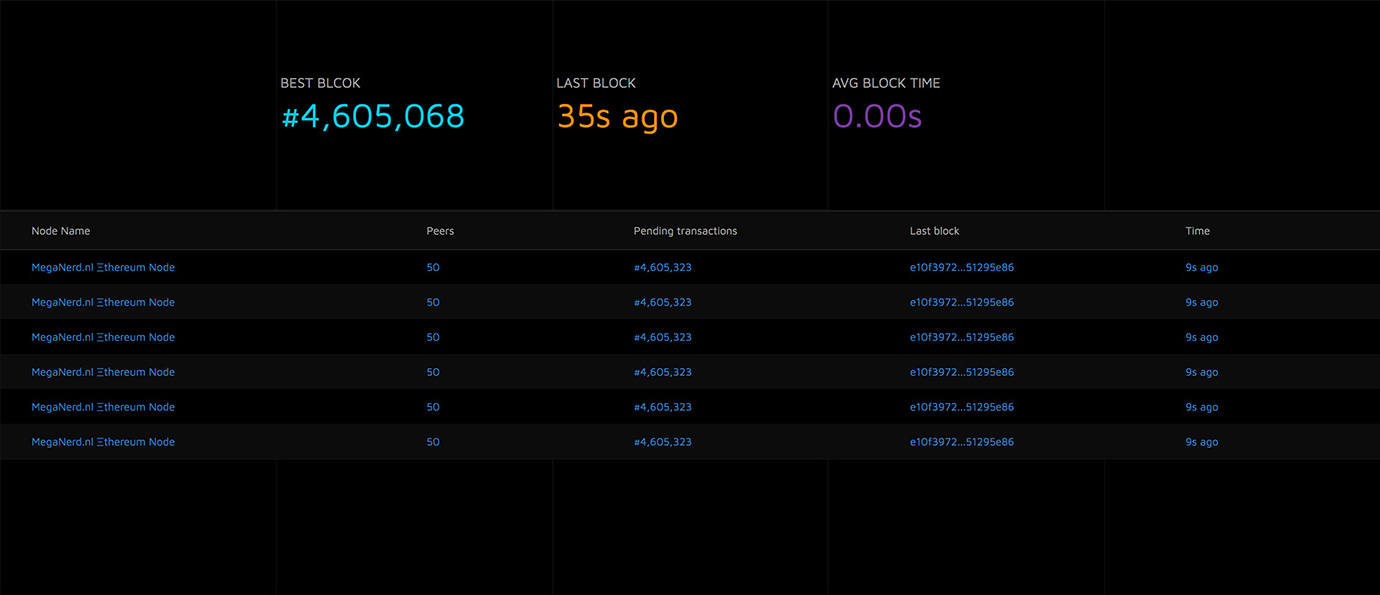 BEST BLCOK LAST BLOCK AVG BLOCK TIME
#4,605,068 35s ago 0.00s
Node Name Peers Pending transactions Last block Time
MegaNerd.nl Ξthereum Node 50 #4,605,323 e10f3972...51295e86 9s ago
MegaNerd.nl Ξthereum Node 50 #4,605,323 e10f3972...51295e86 9s ago
MegaNerd.nl Ξthereum Node 50 #4,605,323 e10f3972...51295e86 9s ago
MegaNerd.nl Ξthereum Node 50 #4,605,323 e10f3972...51295e86 9s ago
MegaNerd.nl Ξthereum Node 50 #4,605,323 e10f3972...51295e86 9s ago
MegaNerd.nl Ξthereum Node 50 #4,605,323 e10f3972...51295e86 9s ago